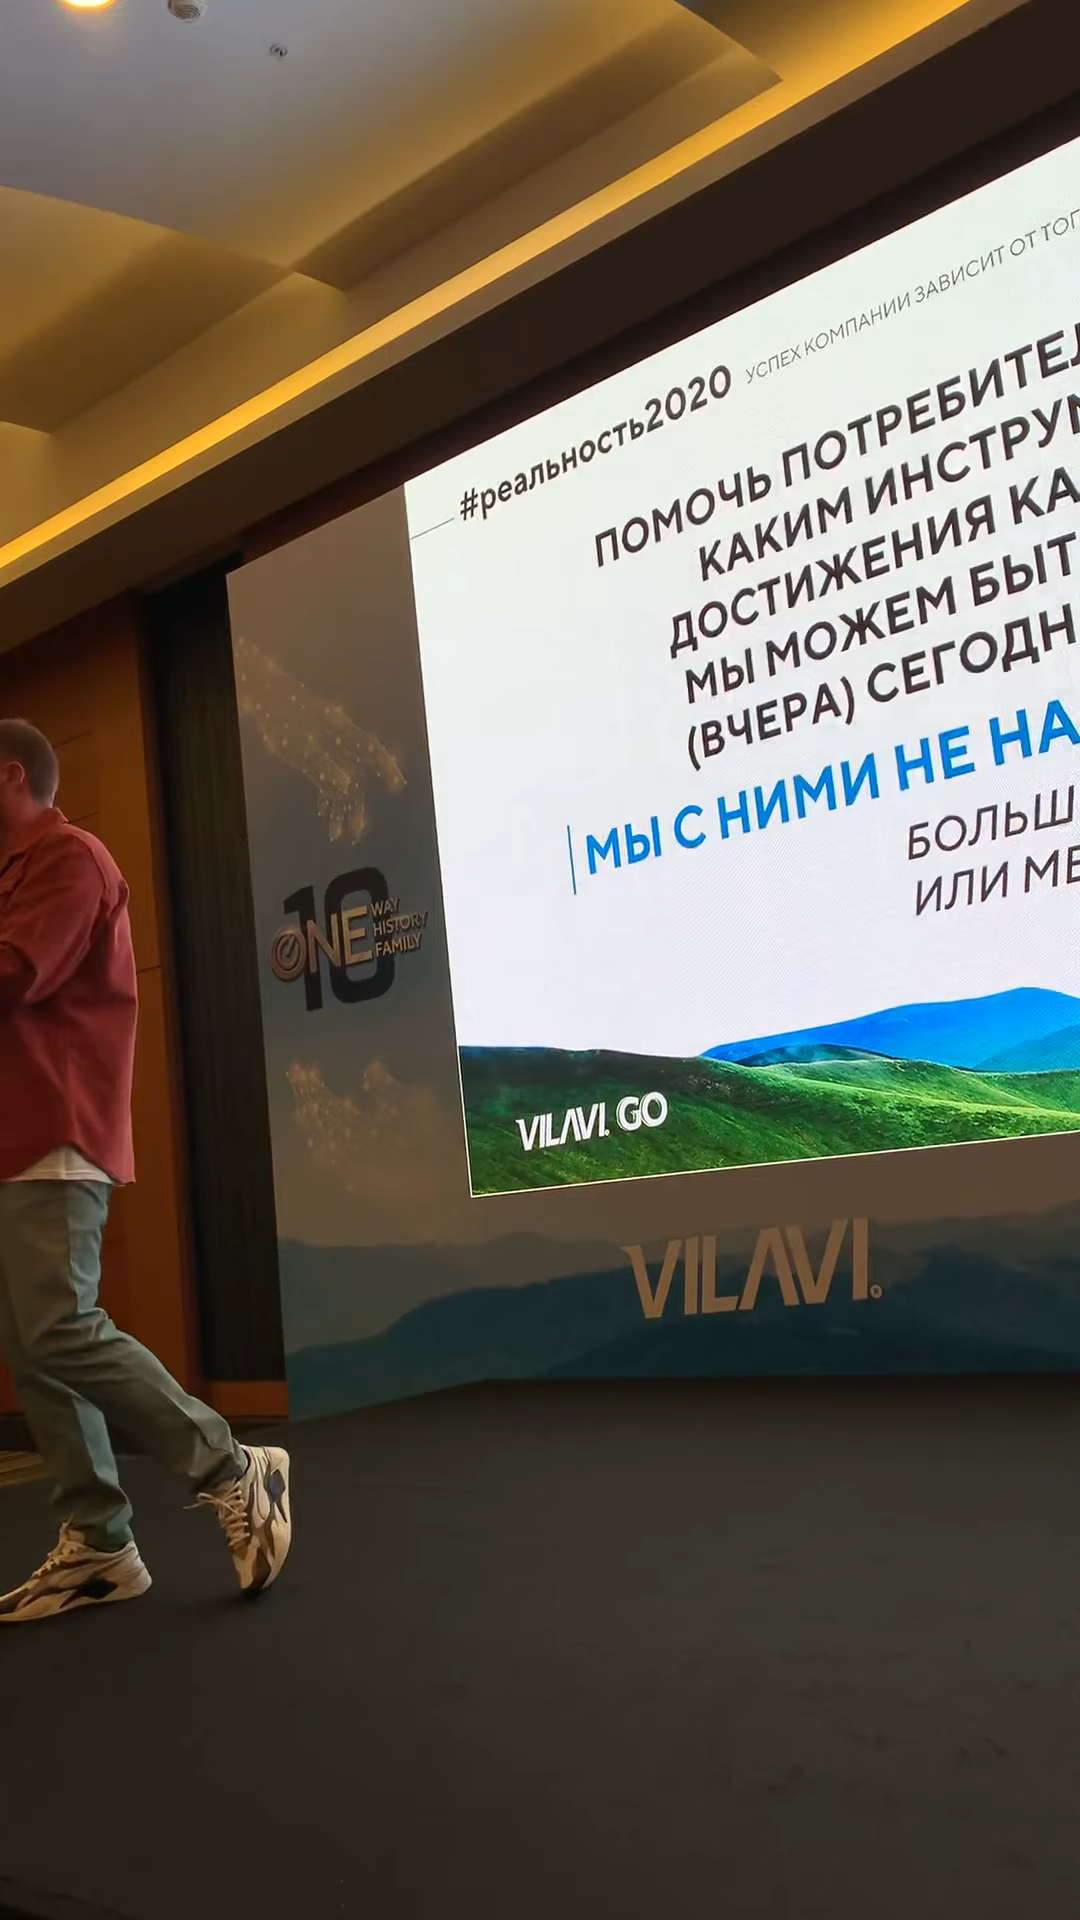 #реальность2020 УСПЕХ КОМПАНИИ ЗАВИСИТ ОТ ТОГ
ПОМОЧЬ ПОТРЕБИТЕЛ
КАКИМ ИНСТРУМ
ДОСТИЖЕНИЯ КА
МЫ МОЖЕМ БЫТ
(ВЧЕРА) СЕГОДН
МЫ С НИМИ НЕ НА
БОЛЬШ
ИЛИ МЕ
10
ONE WAY
HISTORY
FAMILY
VILAVI. GO
VILAVI.